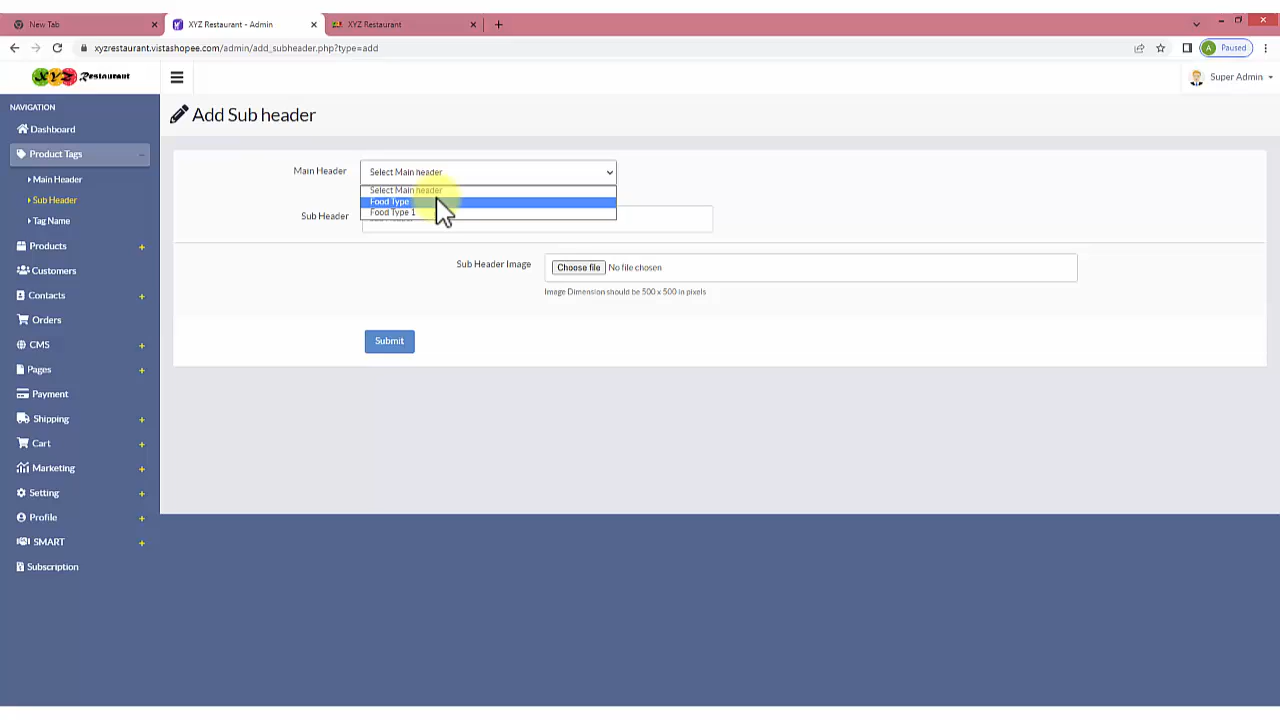 New Tab
XYZ Restaurant - Admin
XYZ Restaurant
xyzrestaurant.vistashopee.com/admin/add_subheader.php?type=add
A Paused
XYZ Restaurant
Super Admin
NAVIGATION
Dashboard
Product Tags
Main Header
Sub Header
Tag Name
Products
Customers
Contacts
Orders
CMS
Pages
Payment
Shipping
Cart
Marketing
Setting
Profile
SMART
Subscription
Add Sub header
Main Header
Select Main header
Select Main header
Food Type
Food Type 1
Sub Header
Sub Header Image
Choose file No file chosen
Image Dimension should be 500 x 500 in pixels
Submit